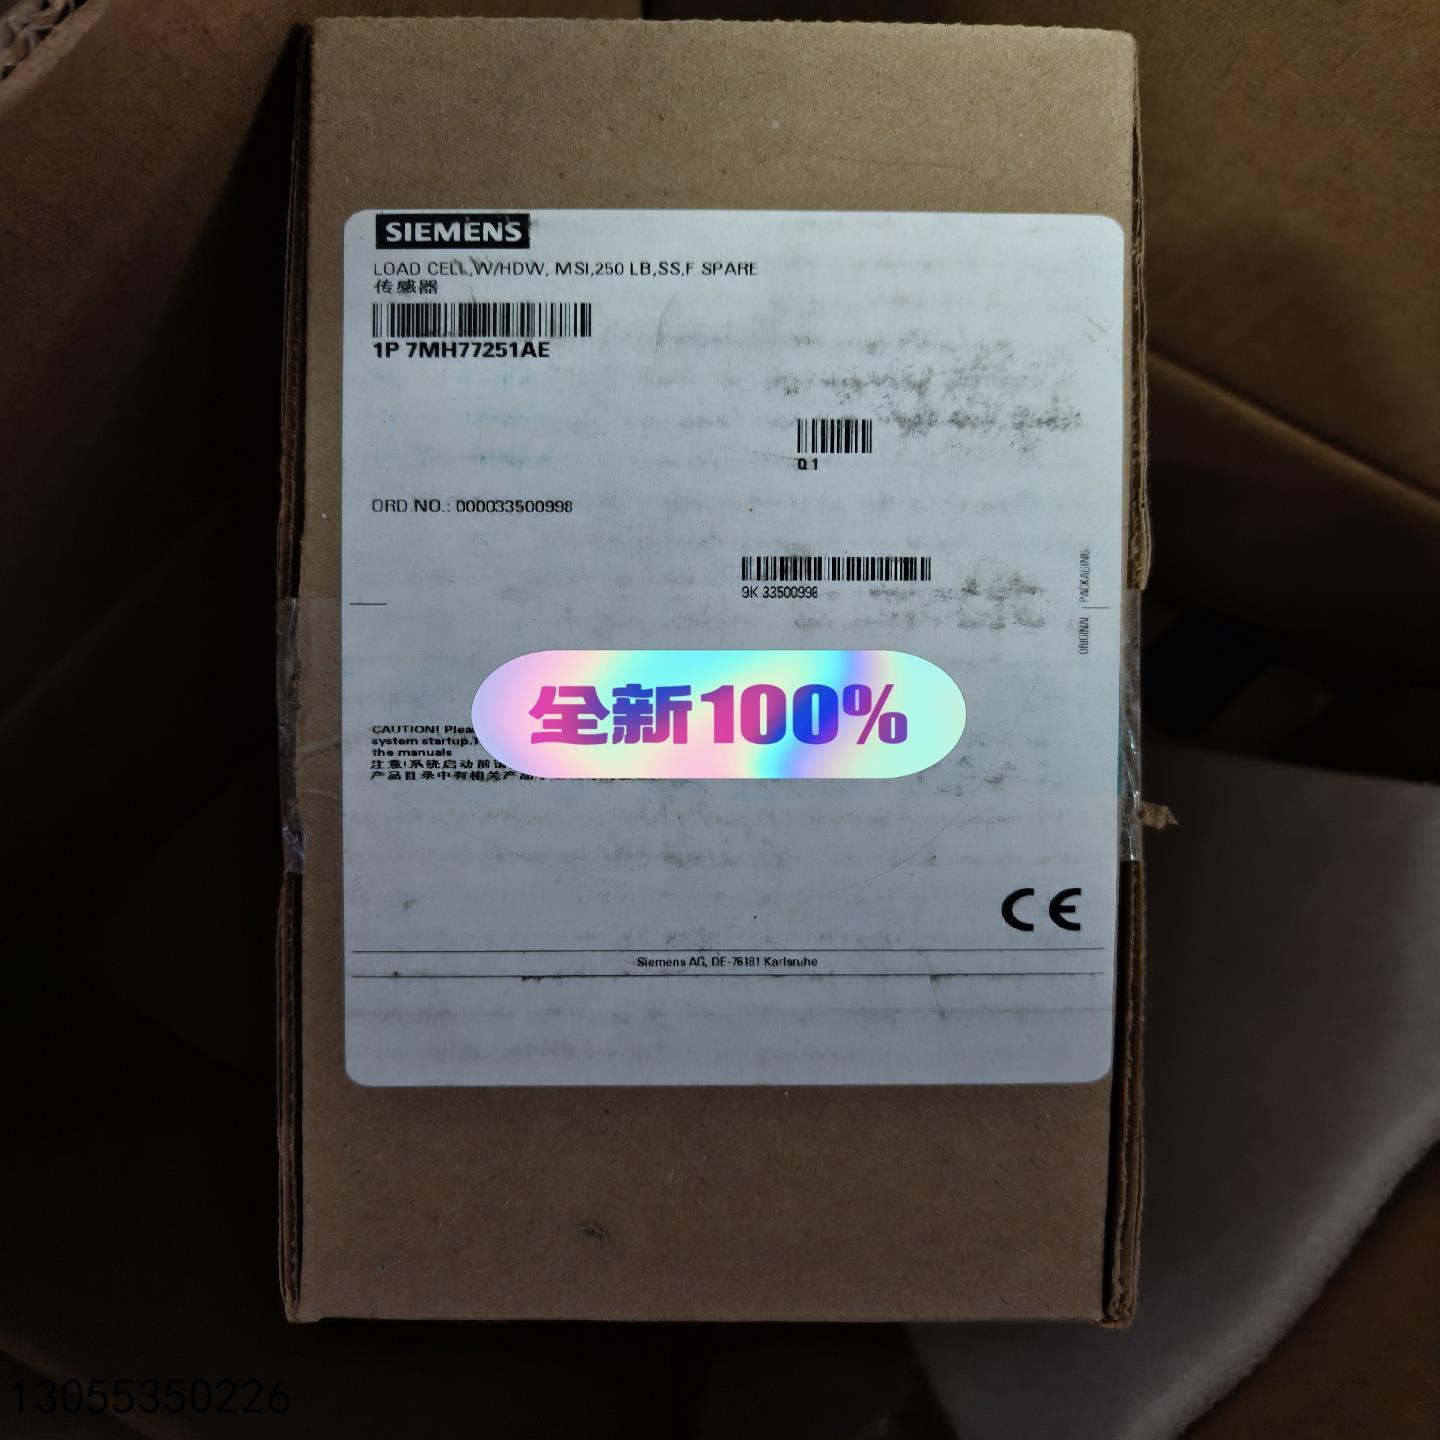 SIEMENS
LOAD CELL,W/HDW, MSI,250 LB,SS,F SPARE
传感器
1P 7MH77251AE
Q 1
ORD.NO.: 000033500998
9K 33500998
ORIGINAL PACKAGING
全新100%
CAUTION!
system startup.
the manuals
注意!系统启动前
产品目录中有相关产品
CE
Siemens AG, DE-76181 Karlsruhe
13055350226